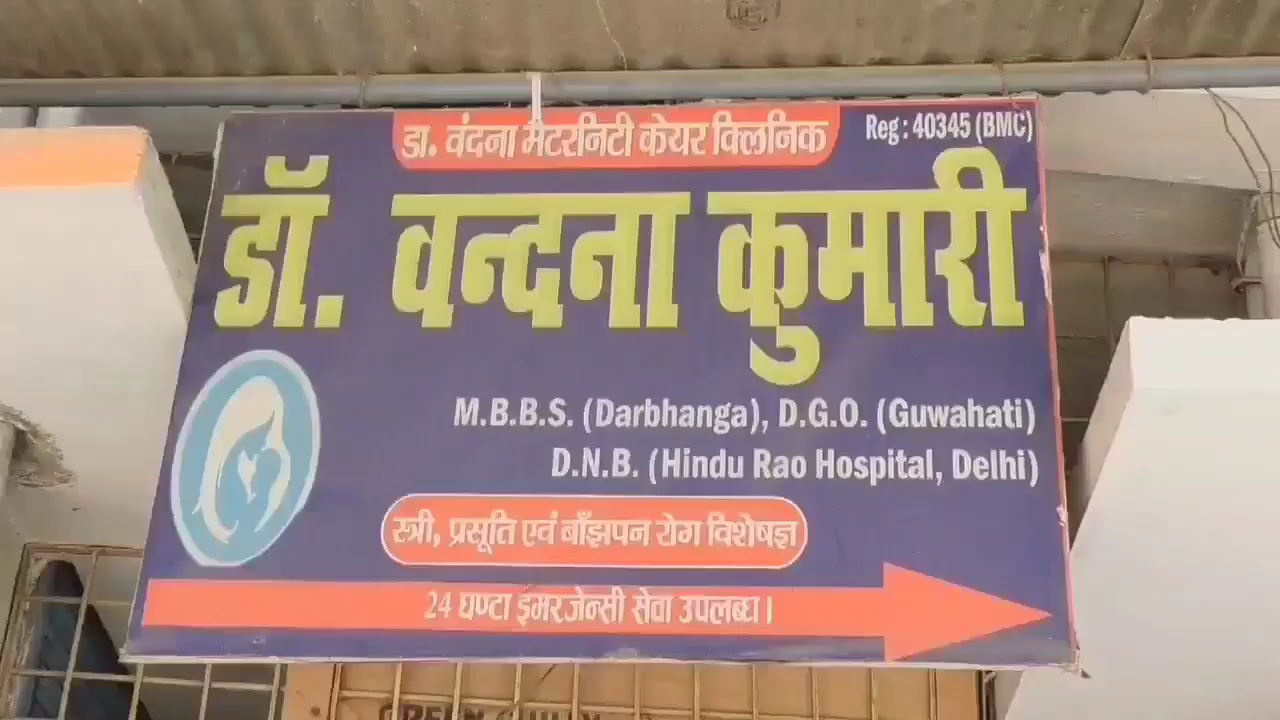 डा. वंदना मैटरनिटी केयर क्लिनिक
Reg : 40345 (BMC)
डॉ. वन्दना कुमारी
M.B.B.S. (Darbhanga), D.G.O. (Guwahati)
D.N.B. (Hindu Rao Hospital, Delhi)
स्त्री, प्रसूति एवं बाँझपन रोग विशेषज्ञ
24 घण्टा इमरजेन्सी सेवा उपलब्ध।